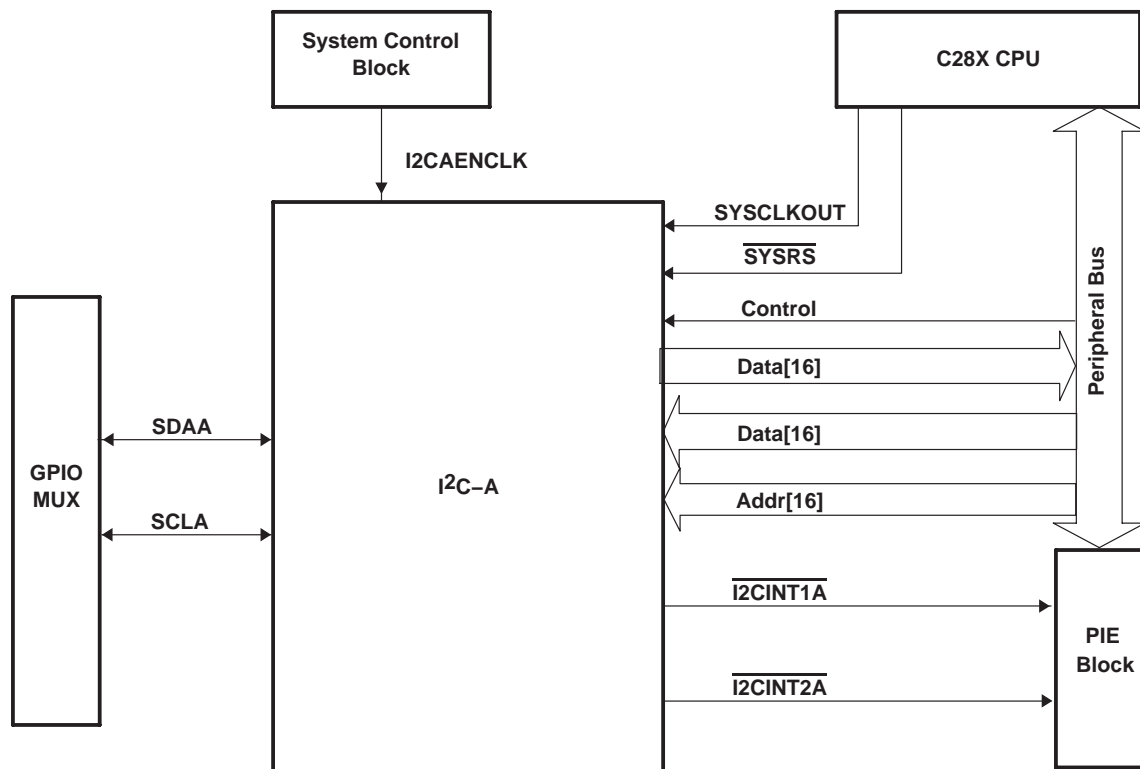 System Control
Block
C28X CPU
I2CAENCLK
SYSCLKOUT
SYSRS
Control
Data[16]
Data[16]
Addr[16]
Peripheral Bus
SDAA
SCLA
GPIO
MUX
I²C–A
I2CINT1A
I2CINT2A
PIE
Block